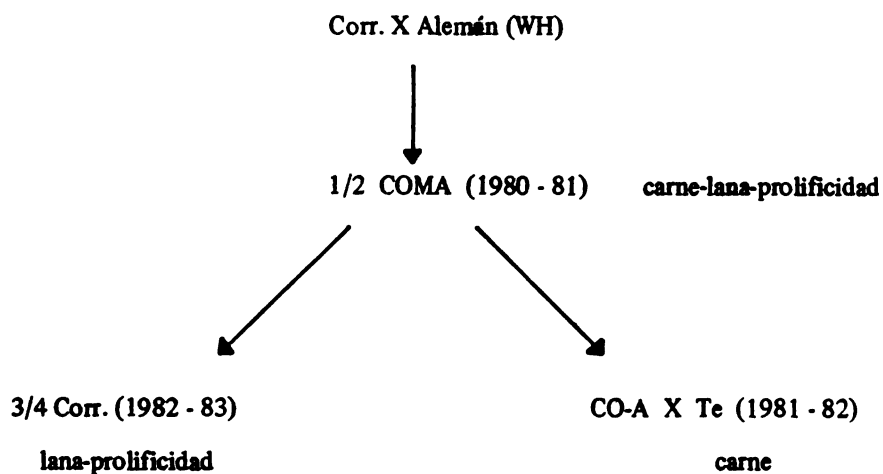 Corr. X Alemán (WH)
1/2 COMA (1980 - 81) carne-lana-prolificidad
3/4 Corr. (1982 - 83) CO-A X Te (1981 - 82)
lana-prolificidad carne